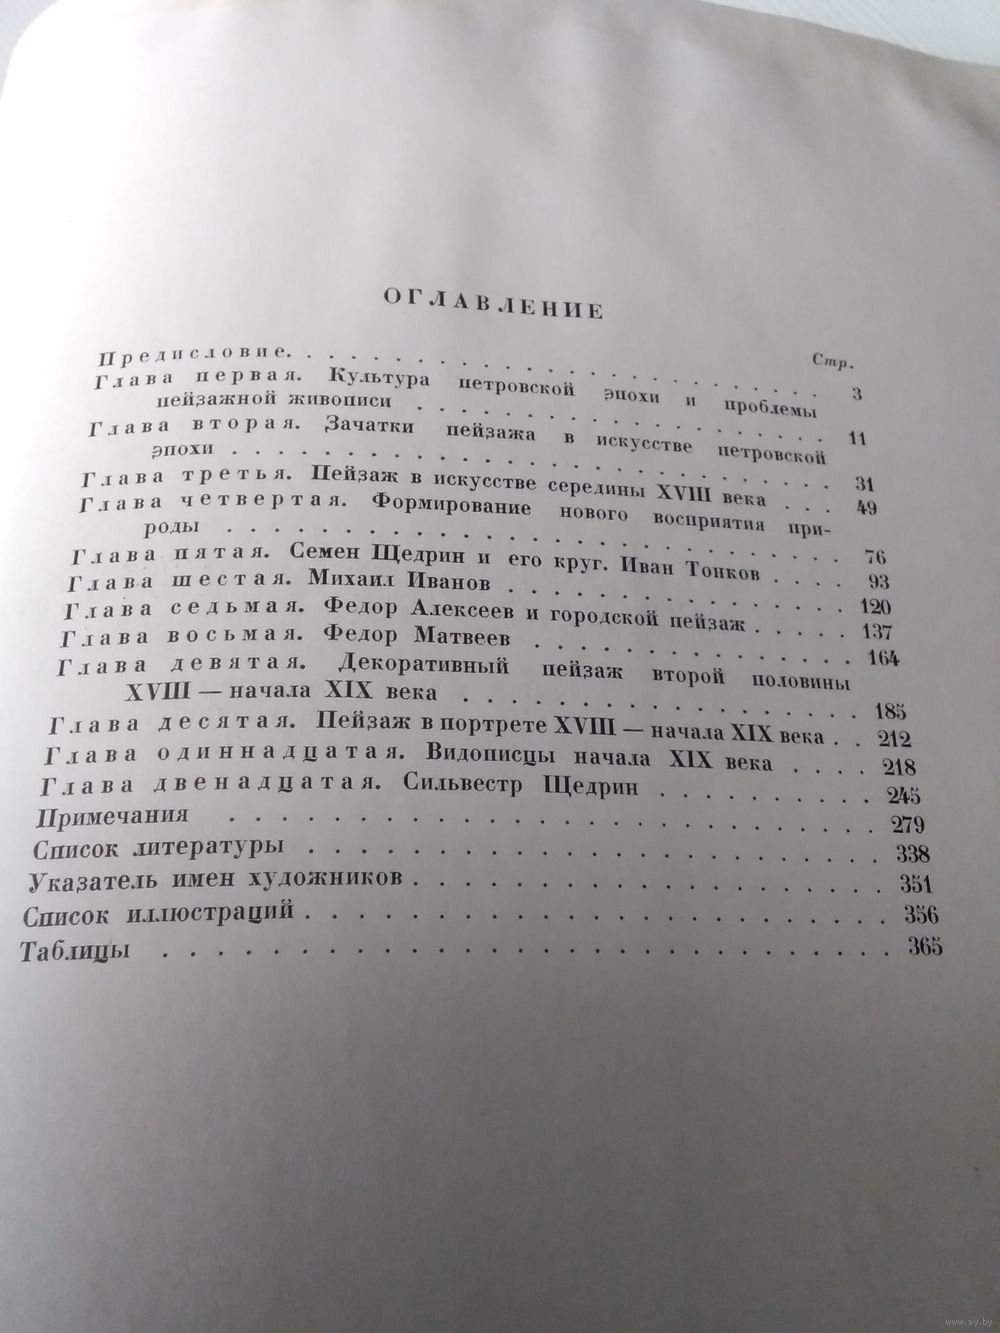 ОГЛАВЛЕНИЕ
Стр.
Предисловие. . . . . . . . . . . . . . . . . . . . . 3
Глава первая. Культура петровской эпохи и проблемы
пейзажной живописи . . . . . . . . . . . . . . . . 11
Глава вторая. Зачатки пейзажа в искусстве петровской
эпохи . . . . . . . . . . . . . . . . . . . . . . 31
Глава третья. Пейзаж в искусстве середины XVIII века . . . 49
Глава четвертая. Формирование нового восприятия при-
роды . . . . . . . . . . . . . . . . . . . . . . 76
Глава пятая. Семен Щедрин и его круг. Иван Тонков . . . . 93
Глава шестая. Михаил Иванов . . . . . . . . . . . . . 120
Глава седьмая. Федор Алексеев и городской пейзаж . . . . . 137
Глава восьмая. Федор Матвеев . . . . . . . . . . . . . 164
Глава девятая. Декоративный пейзаж второй половины
XVIII — начала XIX века . . . . . . . . . . . . . . . 185
Глава десятая. Пейзаж в портрете XVIII — начала XIX века . . 212
Глава одиннадцатая. Видописцы начала XIX века . . . . 218
Глава двенадцатая. Сильвестр Щедрин . . . . . . . . . 245
Примечания . . . . . . . . . . . . . . . . . . . . . 279
Список литературы . . . . . . . . . . . . . . . . . . 338
Указатель имен художников . . . . . . . . . . . . . . . 351
Список иллюстраций . . . . . . . . . . . . . . . . . . 356
Таблицы . . . . . . . . . . . . . . . . . . . . . . . 365
www.ay.by